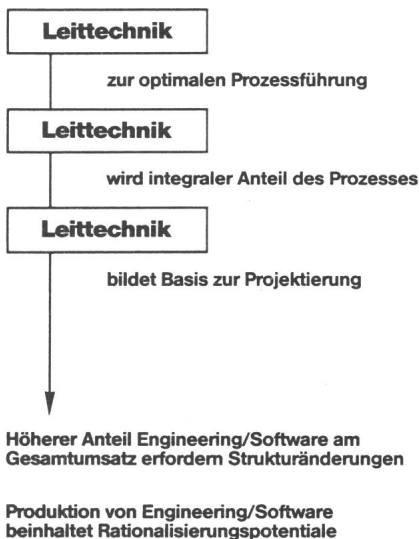 Leittechnik
zur optimalen Prozessführung
Leittechnik
wird integraler Anteil des Prozesses
Leittechnik
bildet Basis zur Projektierung
Höherer Anteil Engineering/Software am
Gesamtumsatz erfordern Strukturänderungen
Produktion von Engineering/Software
beinhaltet Rationalisierungspotentiale